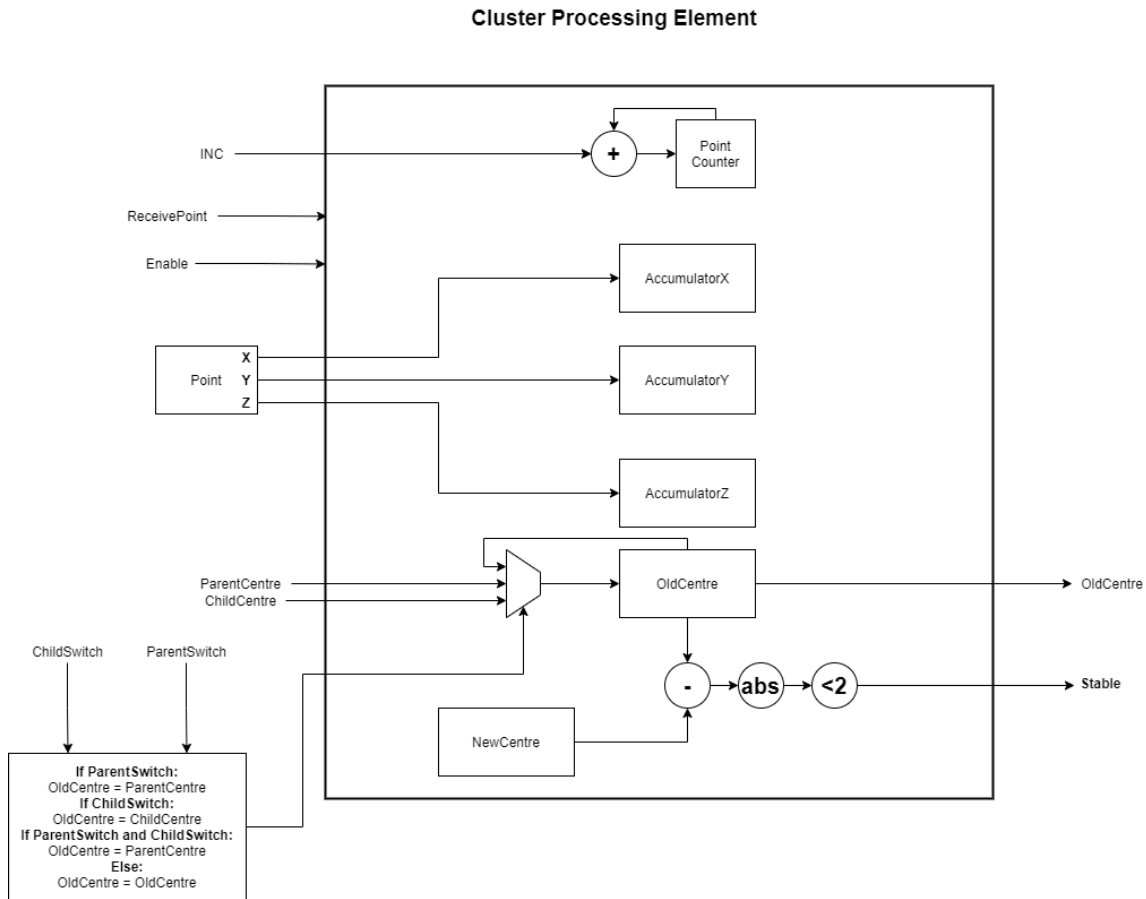 Cluster Processing Element
INC
+
Point
Counter
ReceivePoint
Enable
AccumulatorX
Point
X
Y
Z
AccumulatorY
AccumulatorZ
ParentCentre
ChildCentre
OldCentre
OldCentre
ChildSwitch
ParentSwitch
-
abs
<2
Stable
NewCentre
If ParentSwitch:
OldCentre = ParentCentre
If ChildSwitch:
OldCentre = ChildCentre
If ParentSwitch and ChildSwitch:
OldCentre = ParentCentre
Else:
OldCentre = OldCentre